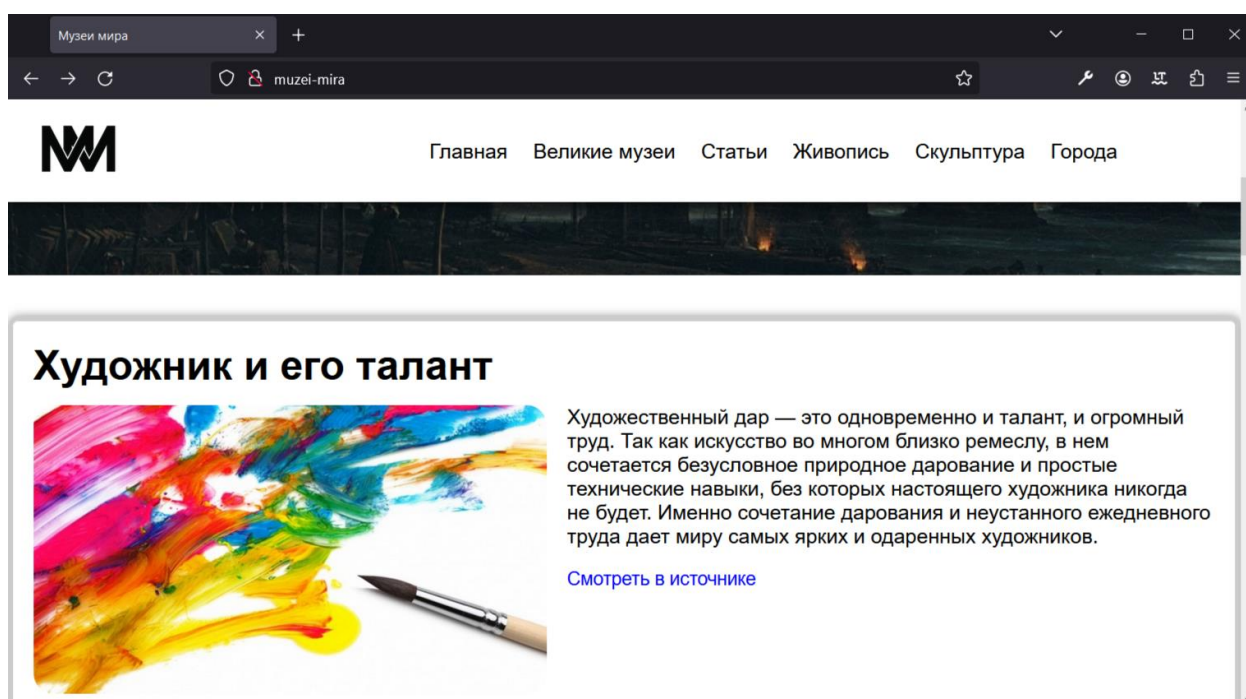 Музеи мира
muzei-mira
NM
Главная Великие музеи Статьи Живопись Скульптура Города
Художник и его талант
Художественный дар — это одновременно и талант, и огромный
труд. Так как искусство во многом близко ремеслу, в нем
сочетается безусловное природное дарование и простые
технические навыки, без которых настоящего художника никогда
не будет. Именно сочетание дарования и неустанного ежедневного
труда дает миру самых ярких и одаренных художников.
Смотреть в источнике